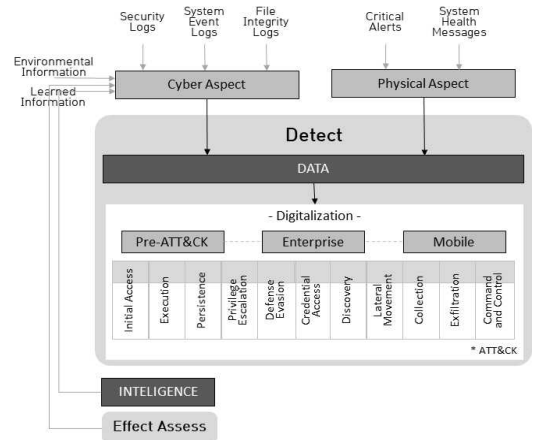 Security
Logs
System
Event
Logs
File
Integrity
Logs
Critical
Alerts
System
Health
Messages
Environmental
Information
Learned
Information
Cyber Aspect
Physical Aspect
Detect
DATA
- Digitalization -
Pre-ATT&CK
Enterprise
Mobile
Initial Access
Execution
Persistence
Privilege
Escalation
Defense
Evasion
Credential
Access
Discovery
Lateral
Movement
Collection
Exfiltration
Command
and Control
* ATT&CK
INTELIGENCE
Effect Assess